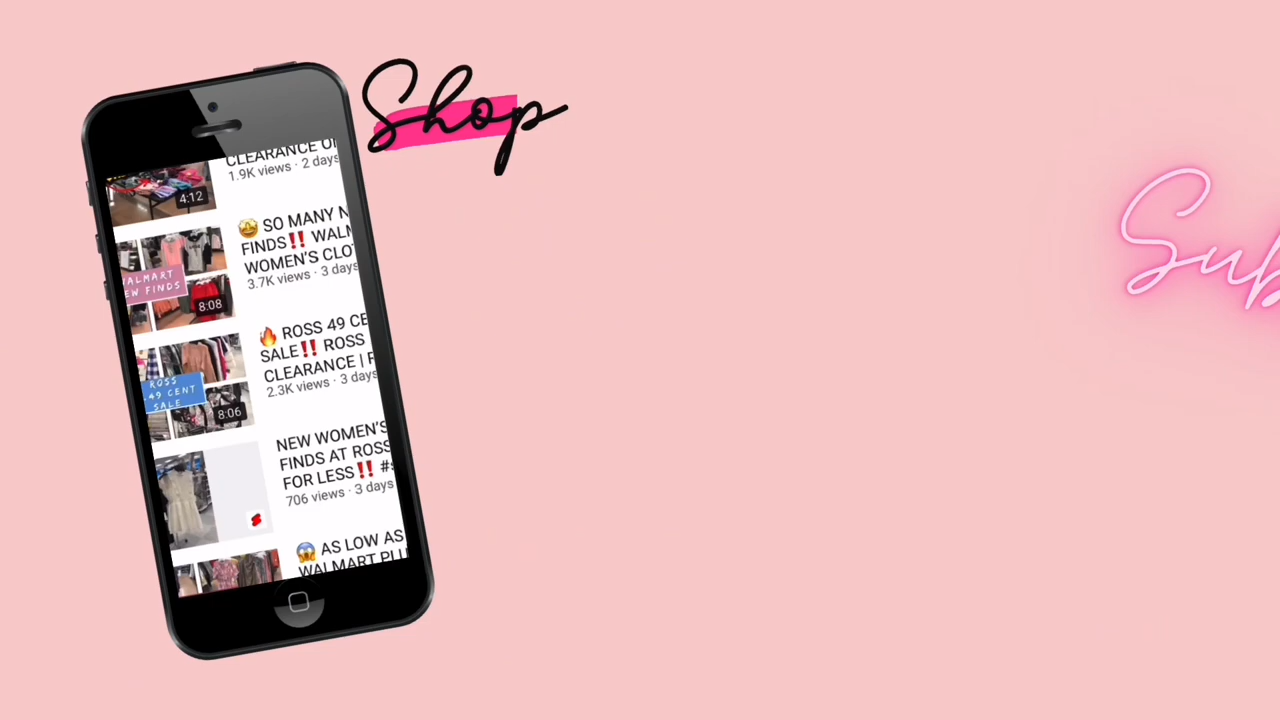 Shop
CLEARANCE
1.9K views · 2 days
4:12
🤩 SO MANY N
FINDS‼️ WALM
WOMEN'S CLO
3.7K views · 3 days
WALMART
NEW FINDS
8:08
🔥 ROSS 49 CE
SALE‼️ ROSS
CLEARANCE |
2.3K views · 3 days
ROSS
.49 CENT
SALE
8:06
NEW WOMEN'S
FINDS AT ROSS
FOR LESS‼️ #
706 views · 3 days
😱 AS LOW AS
WALMART PLU
Sub